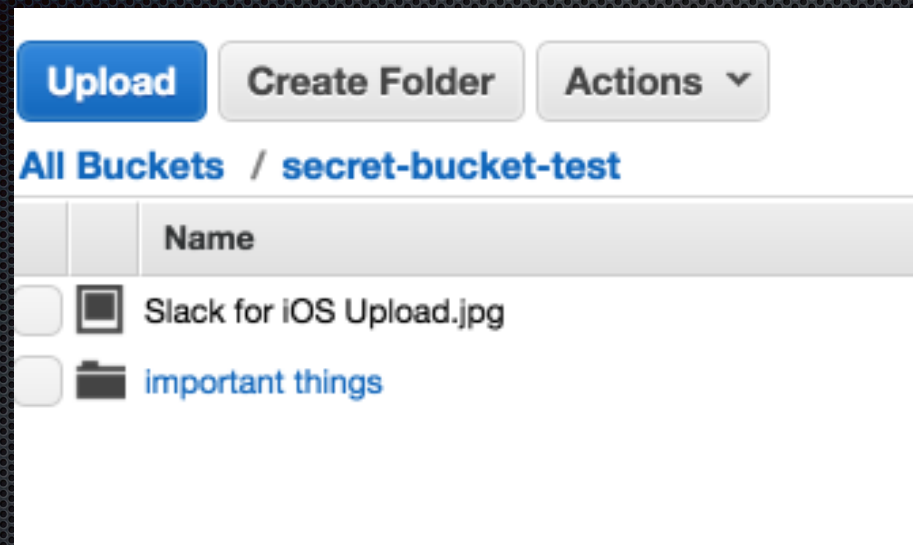 Upload Create Folder Actions
All Buckets / secret-bucket-test
Name
Slack for iOS Upload.jpg
important things